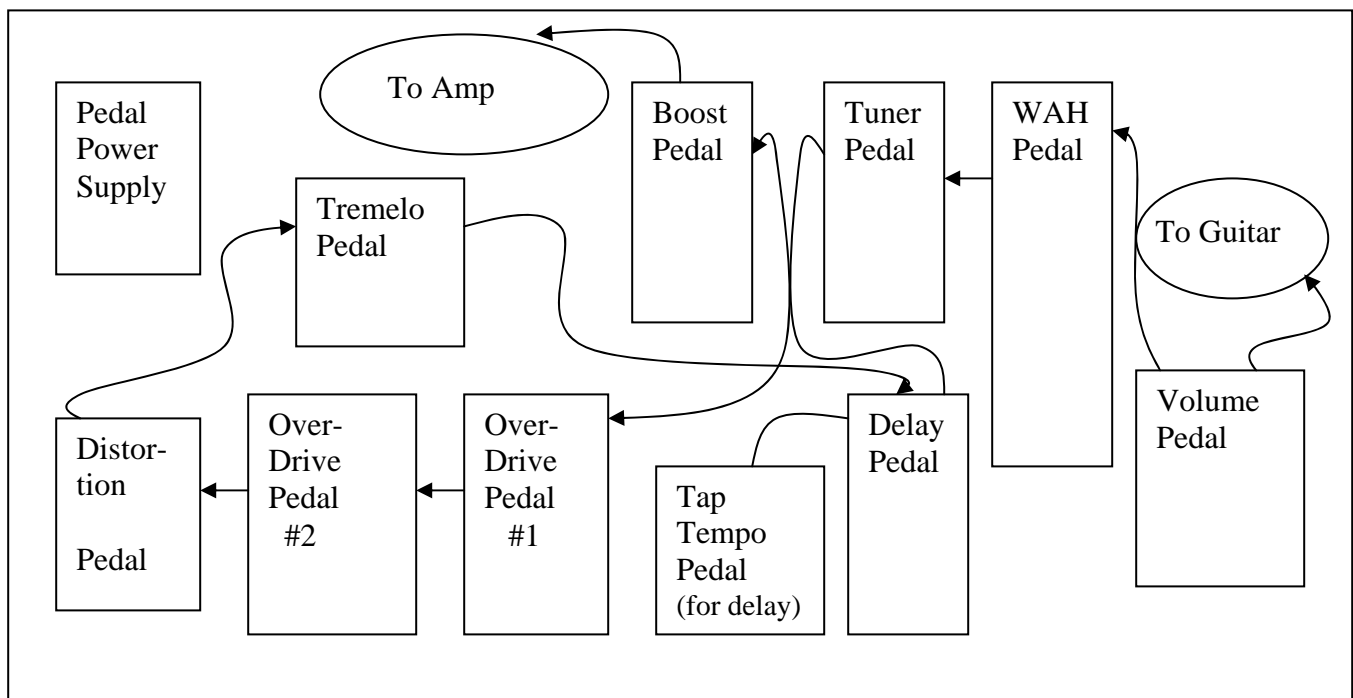 To Amp
Pedal
Power
Supply
Boost
Pedal
Tuner
Pedal
WAH
Pedal
Tremelo
Pedal
To Guitar
Distor-
tion
Pedal
Over-
Drive
Pedal
#2
Over-
Drive
Pedal
#1
Tap
Tempo
Pedal
(for delay)
Delay
Pedal
Volume
Pedal